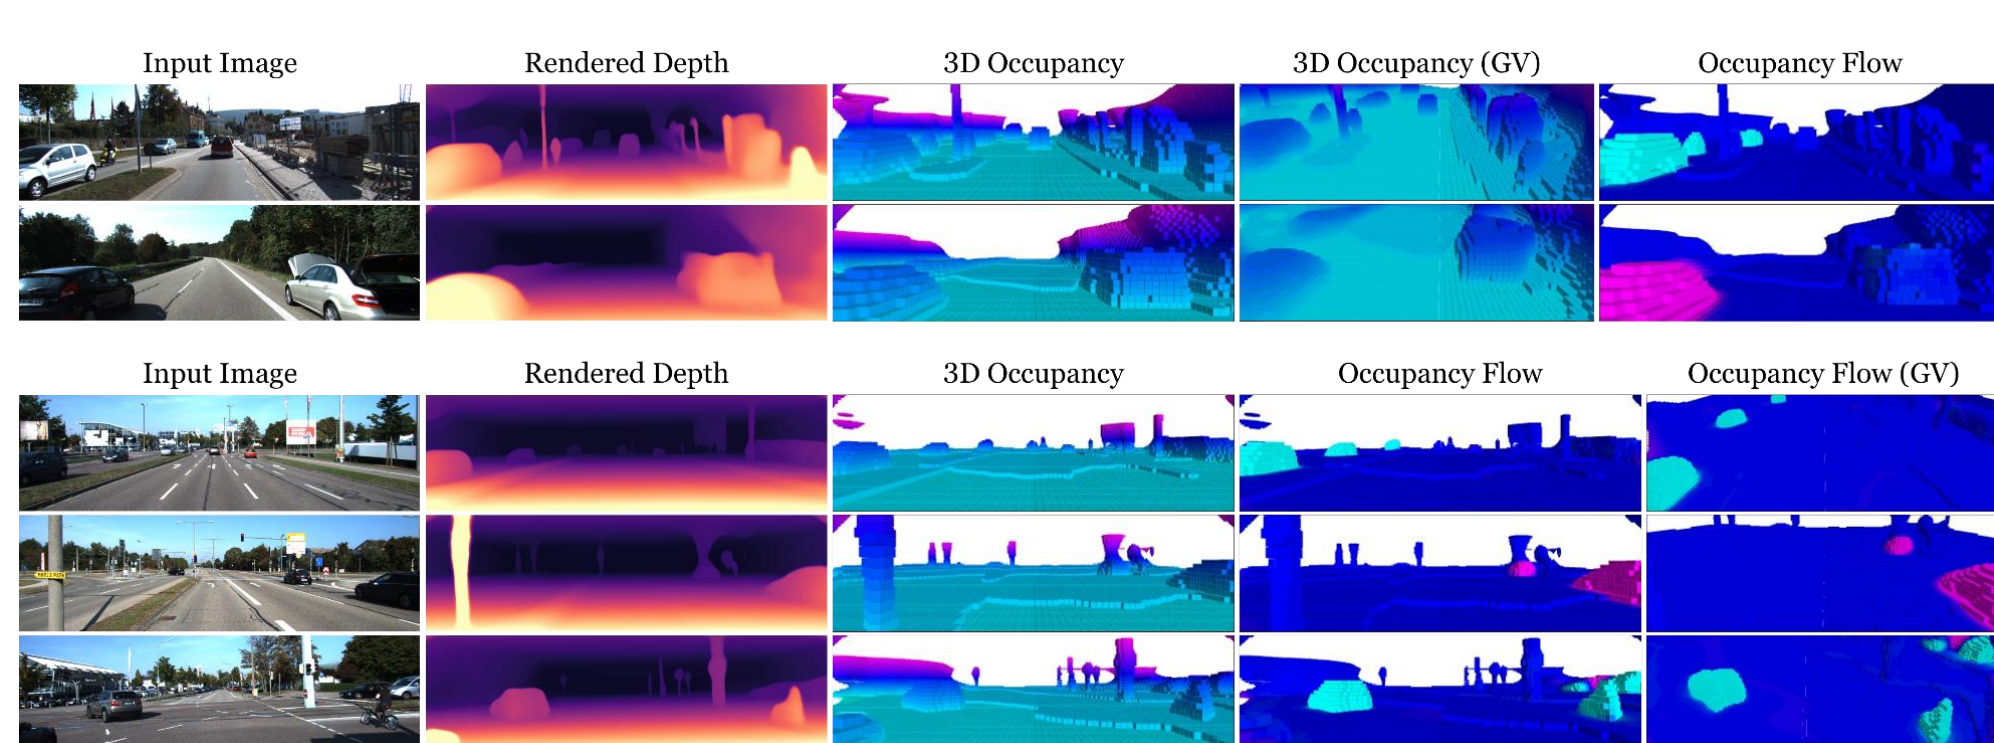 Input Image Rendered Depth 3D Occupancy 3D Occupancy (GV) Occupancy Flow
Input Image Rendered Depth 3D Occupancy Occupancy Flow Occupancy Flow (GV)